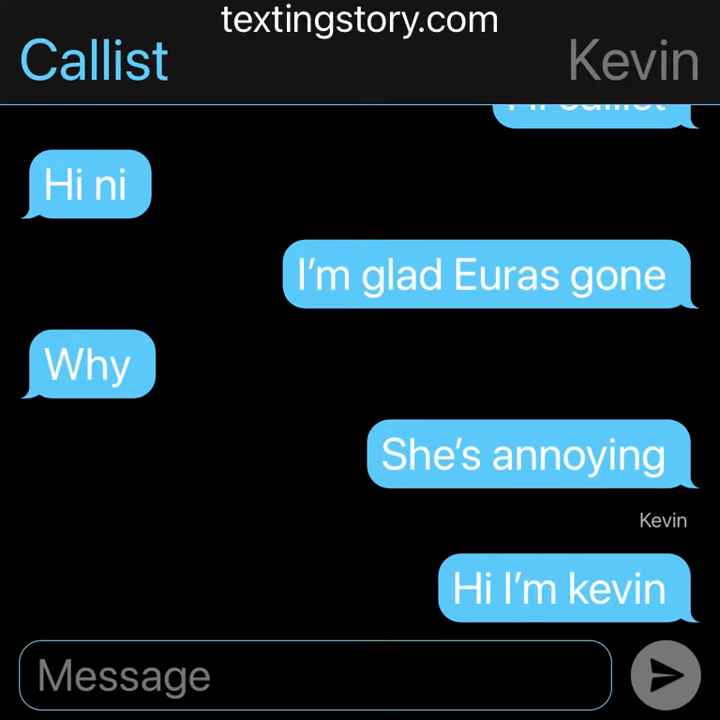 textingstory.com
Callist
Kevin
Hi ni
I'm glad Euras gone
Why
She's annoying
Kevin
Hi I'm kevin
Message